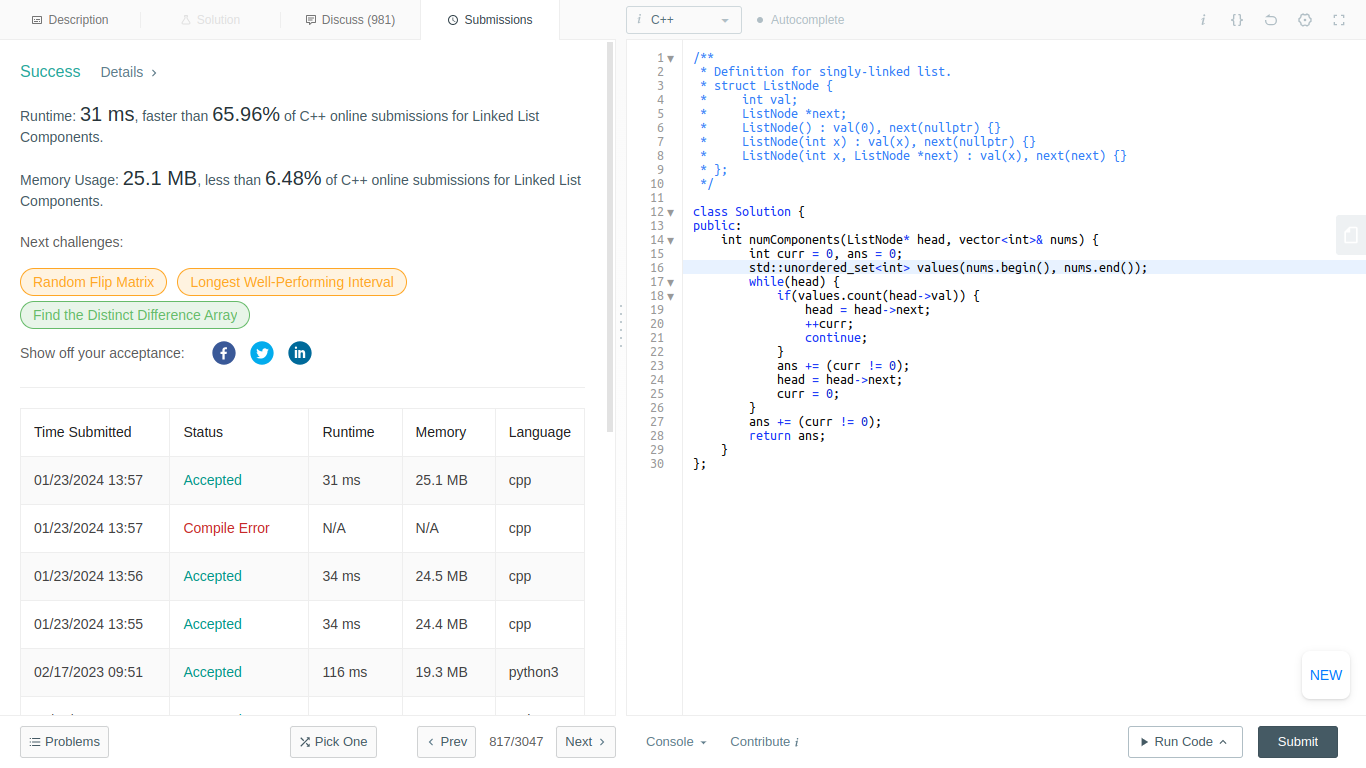 Description
Solution
Discuss (981)
Submissions
i C++
Autocomplete
i {}
Success Details
Runtime: 31 ms, faster than 65.96% of C++ online submissions for Linked List
Components.
Memory Usage: 25.1 MB, less than 6.48% of C++ online submissions for Linked List
Components.
Next challenges:
Random Flip Matrix
Longest Well-Performing Interval
Find the Distinct Difference Array
Show off your acceptance:
Time Submitted Status Runtime Memory Language
01/23/2024 13:57 Accepted 31 ms 25.1 MB cpp
01/23/2024 13:57 Compile Error N/A N/A cpp
01/23/2024 13:56 Accepted 34 ms 24.5 MB cpp
01/23/2024 13:55 Accepted 34 ms 24.4 MB cpp
02/17/2023 09:51 Accepted 116 ms 19.3 MB python3
1 /**
2  * Definition for singly-linked list.
3  * struct ListNode {
4  *     int val;
5  *     ListNode *next;
6  *     ListNode() : val(0), next(nullptr) {}
7  *     ListNode(int x) : val(x), next(nullptr) {}
8  *     ListNode(int x, ListNode *next) : val(x), next(next) {}
9  * };
10  */
11
12 class Solution {
13 public:
14     int numComponents(ListNode* head, vector<int>& nums) {
15         int curr = 0, ans = 0;
16         std::unordered_set<int> values(nums.begin(), nums.end());
17         while(head) {
18             if(values.count(head->val)) {
19                 head = head->next;
20                 ++curr;
21                 continue;
22             }
23             ans += (curr != 0);
24             head = head->next;
25             curr = 0;
26         }
27         ans += (curr != 0);
28         return ans;
29     }
30 };
NEW
Problems
Pick One
Prev
817/3047
Next
Console
Contribute i
Run Code
Submit